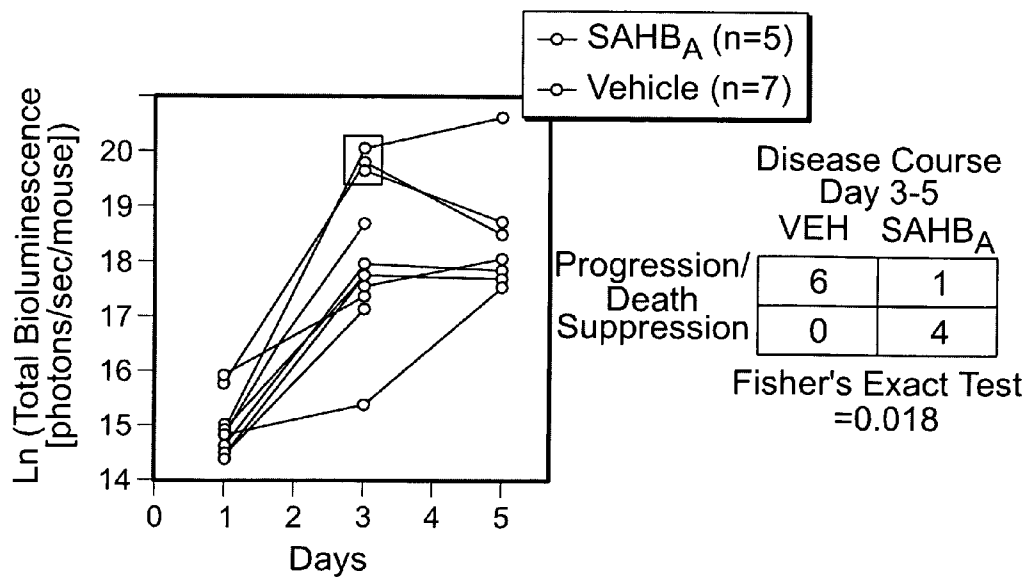 SAHBA (n=5)
Vehicle (n=7)
Ln (Total Bioluminescence
[photons/sec/mouse])
20
19
18
17
16
15
14
0 1 2 3 4 5
Days
Disease Course
Day 3-5
VEH SAHBA
Progression/
Death
6 1
Suppression
0 4
Fisher's Exact Test
=0.018